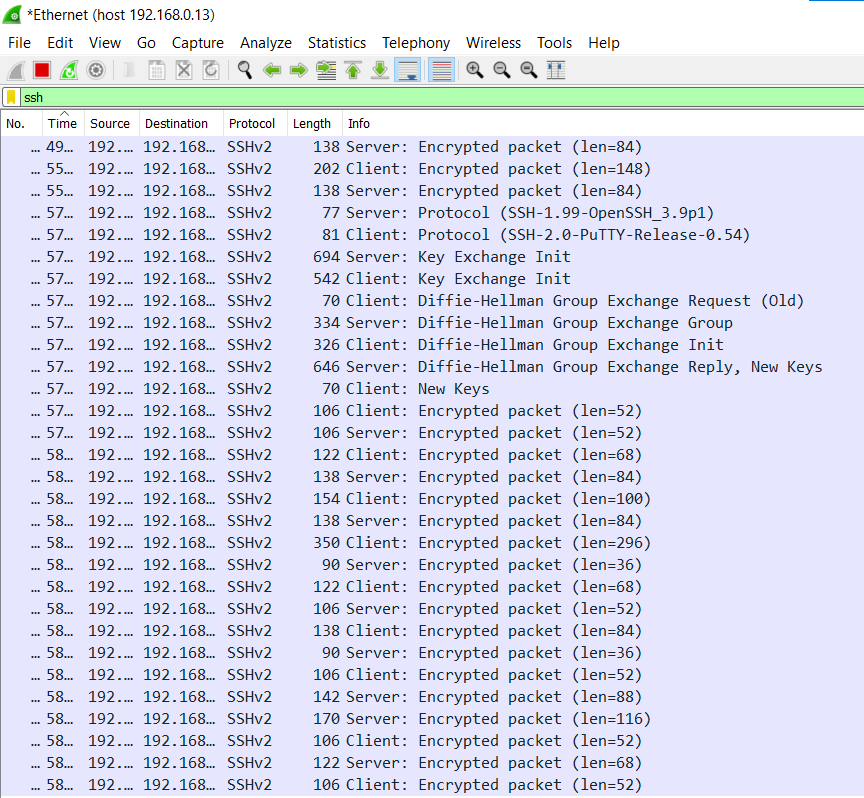 *Ethernet (host 192.168.0.13)
File Edit View Go Capture Analyze Statistics Telephony Wireless Tools Help
ssh
No. Time Source Destination Protocol Length Info
… 49… 192.… 192.168… SSHv2 138 Server: Encrypted packet (len=84)
… 55… 192.… 192.168… SSHv2 202 Client: Encrypted packet (len=148)
… 55… 192.… 192.168… SSHv2 138 Server: Encrypted packet (len=84)
… 57… 192.… 192.168… SSHv2 77 Server: Protocol (SSH-1.99-OpenSSH_3.9p1)
… 57… 192.… 192.168… SSHv2 81 Client: Protocol (SSH-2.0-PuTTY-Release-0.54)
… 57… 192.… 192.168… SSHv2 694 Server: Key Exchange Init
… 57… 192.… 192.168… SSHv2 542 Client: Key Exchange Init
… 57… 192.… 192.168… SSHv2 70 Client: Diffie-Hellman Group Exchange Request (Old)
… 57… 192.… 192.168… SSHv2 334 Server: Diffie-Hellman Group Exchange Group
… 57… 192.… 192.168… SSHv2 326 Client: Diffie-Hellman Group Exchange Init
… 57… 192.… 192.168… SSHv2 646 Server: Diffie-Hellman Group Exchange Reply, New Keys
… 57… 192.… 192.168… SSHv2 70 Client: New Keys
… 57… 192.… 192.168… SSHv2 106 Client: Encrypted packet (len=52)
… 57… 192.… 192.168… SSHv2 106 Server: Encrypted packet (len=52)
… 58… 192.… 192.168… SSHv2 122 Client: Encrypted packet (len=68)
… 58… 192.… 192.168… SSHv2 138 Server: Encrypted packet (len=84)
… 58… 192.… 192.168… SSHv2 154 Client: Encrypted packet (len=100)
… 58… 192.… 192.168… SSHv2 138 Server: Encrypted packet (len=84)
… 58… 192.… 192.168… SSHv2 350 Client: Encrypted packet (len=296)
… 58… 192.… 192.168… SSHv2 90 Server: Encrypted packet (len=36)
… 58… 192.… 192.168… SSHv2 122 Client: Encrypted packet (len=68)
… 58… 192.… 192.168… SSHv2 106 Server: Encrypted packet (len=52)
… 58… 192.… 192.168… SSHv2 138 Client: Encrypted packet (len=84)
… 58… 192.… 192.168… SSHv2 90 Server: Encrypted packet (len=36)
… 58… 192.… 192.168… SSHv2 106 Client: Encrypted packet (len=52)
… 58… 192.… 192.168… SSHv2 142 Server: Encrypted packet (len=88)
… 58… 192.… 192.168… SSHv2 170 Server: Encrypted packet (len=116)
… 58… 192.… 192.168… SSHv2 106 Client: Encrypted packet (len=52)
… 58… 192.… 192.168… SSHv2 122 Server: Encrypted packet (len=68)
… 58… 192.… 192.168… SSHv2 106 Client: Encrypted packet (len=52)